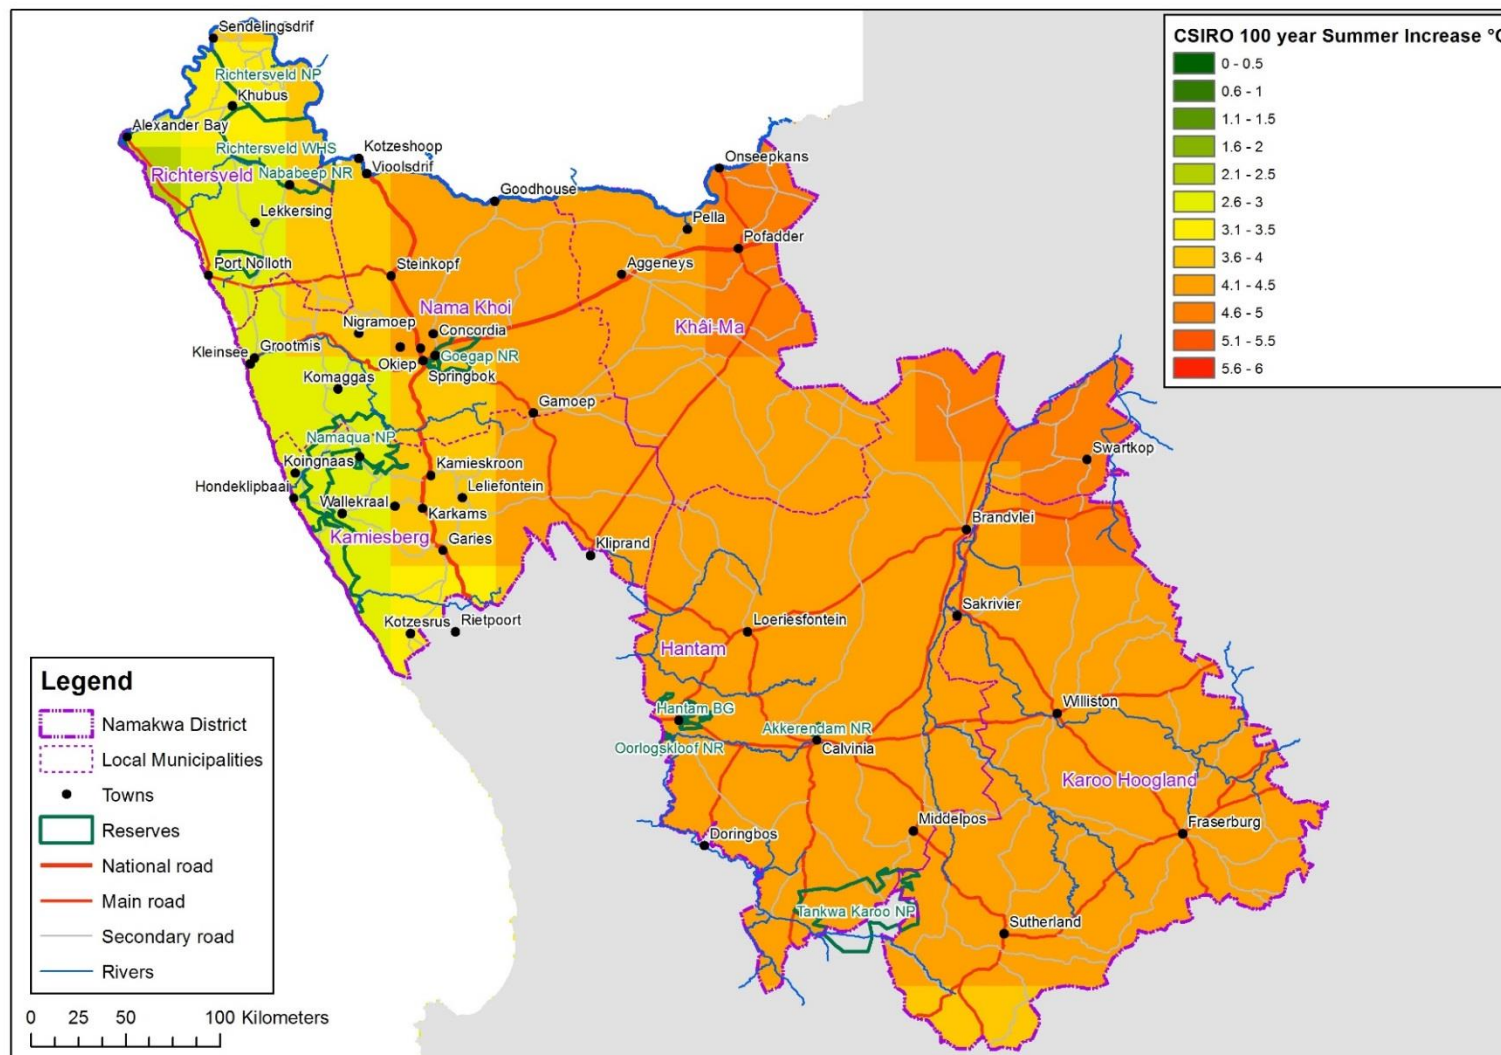 CSIRO 100 year Summer Increase °C
0 - 0.5
0.6 - 1
1.1 - 1.5
1.6 - 2
2.1 - 2.5
2.6 - 3
3.1 - 3.5
3.6 - 4
4.1 - 4.5
4.6 - 5
5.1 - 5.5
5.6 - 6
Sendelingsdrif
Richtersveld NP
Khubus
Alexander Bay
Richtersveld WHS
Kotzeshoop
Vioolsdrif
Richtersveld
Nababeep NR
Goodhouse
Onseepkans
Lekkersing
Pella
Pofadder
Port Nolloth
Steinkopf
Aggeneys
Nama Khoi
Nigramoep
Concordia
Khâi-Ma
Kleinsee
Grootmis
Okiep
Goegap NR
Springbok
Komaggas
Gamoep
Namaqua NP
Koingnaas
Kamieskroon
Swartkop
Hondeklipbaai
Leliefontein
Wallekraal
Karkams
Brandvlei
Kamiesberg
Garies
Kliprand
Kotzesrus
Rietpoort
Loeriesfontein
Sakrivier
Hantam
Hantam BG
Williston
Akkerendam NR
Oorlogskloof NR
Calvinia
Karoo Hoogland
Middelpos
Fraserburg
Doringbos
Tankwa Karoo NP
Sutherland
Legend
Namakwa District
Local Municipalities
Towns
Reserves
National road
Main road
Secondary road
Rivers
0 25 50 100 Kilometers